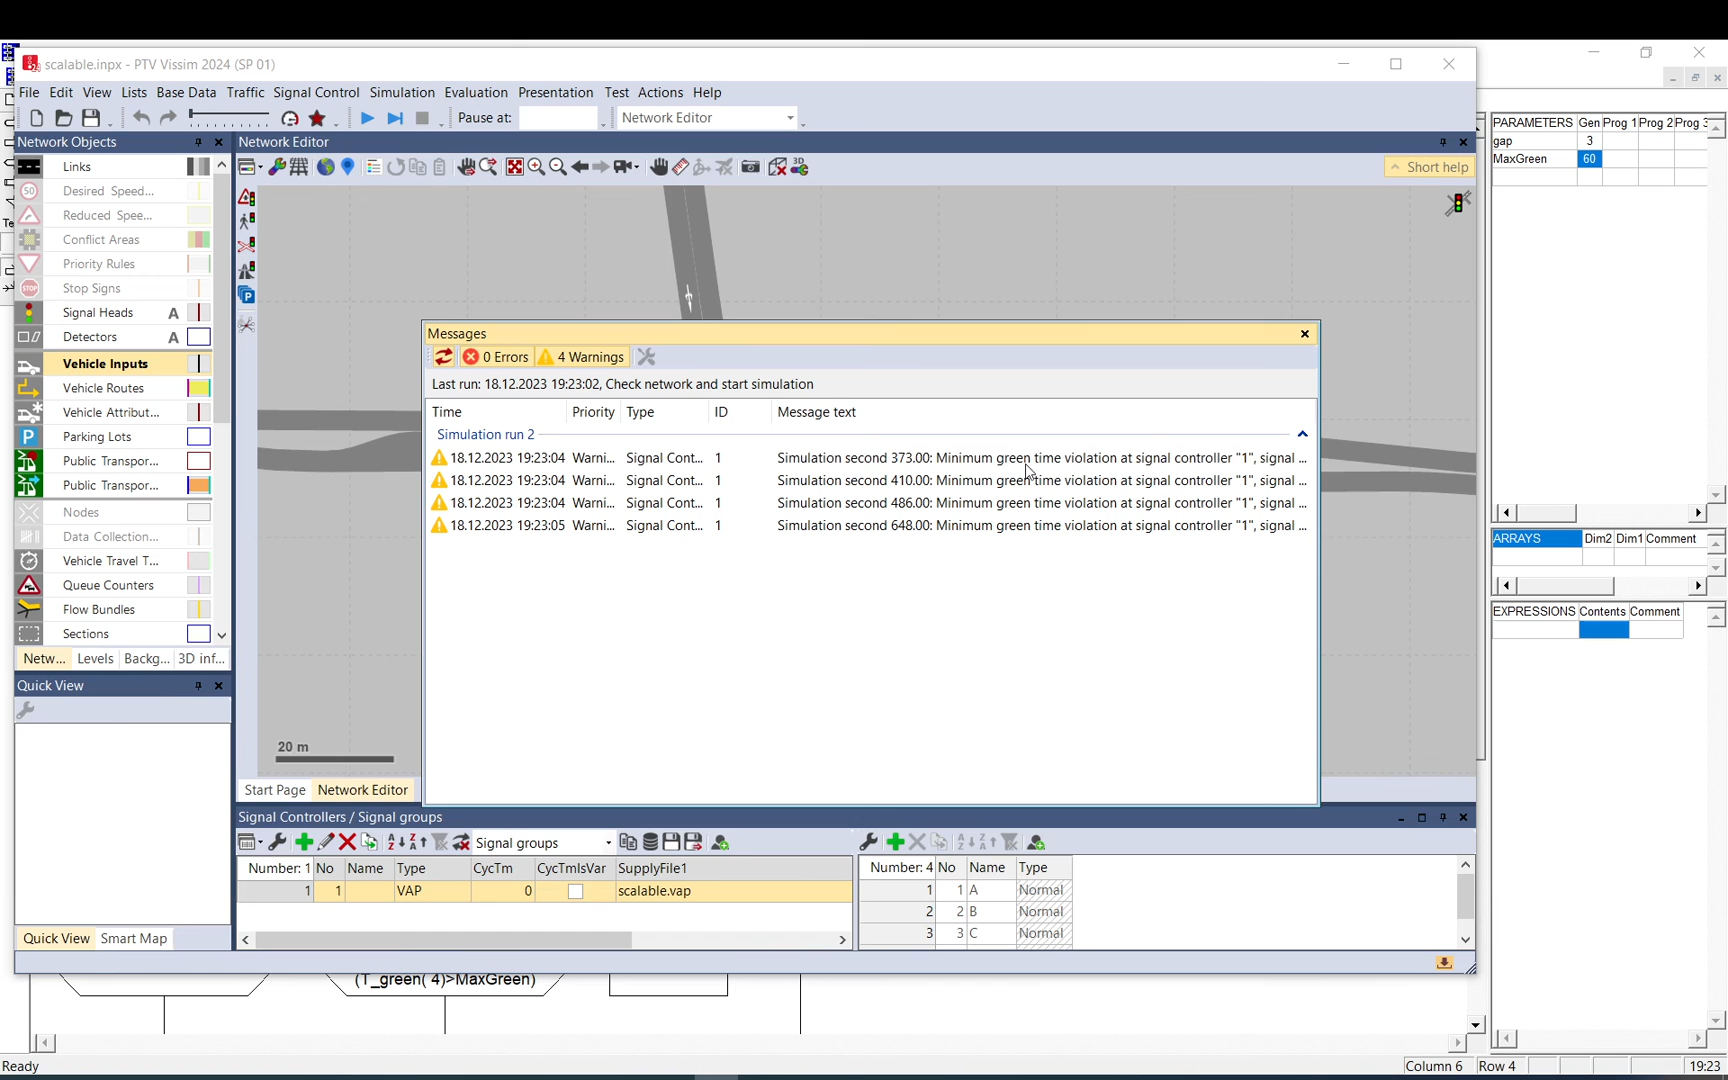 scalable.inpx - PTV Vissim 2024 (SP 01)
File Edit View Lists Base Data Traffic Signal Control Simulation Evaluation Presentation Test Actions Help
Pause at: Network Editor
Network Objects
Network Editor
Short help
Links
50 Desired Speed...
Reduced Spee...
Conflict Areas
Priority Rules
STOP Stop Signs
Signal Heads A
Detectors A
Vehicle Inputs
Vehicle Routes
Vehicle Attribut...
P Parking Lots
Public Transpor...
Public Transpor...
Nodes
Data Collection...
Vehicle Travel T...
Queue Counters
Flow Bundles
Sections
Netw... Levels Backg... 3D inf...
Quick View
Quick View Smart Map
20 m
Start Page Network Editor
Messages
0 Errors 4 Warnings
Last run: 18.12.2023 19:23:02, Check network and start simulation
Time Priority Type ID Message text
Simulation run 2
18.12.2023 19:23:04 Warni... Signal Cont... 1 Simulation second 373.00: Minimum green time violation at signal controller "1", signal ...
18.12.2023 19:23:04 Warni... Signal Cont... 1 Simulation second 410.00: Minimum green time violation at signal controller "1", signal ...
18.12.2023 19:23:04 Warni... Signal Cont... 1 Simulation second 486.00: Minimum green time violation at signal controller "1", signal ...
18.12.2023 19:23:05 Warni... Signal Cont... 1 Simulation second 648.00: Minimum green time violation at signal controller "1", signal ...
Signal Controllers / Signal groups
Signal groups
Number: 1 No Name Type CycTm CycTmIsVar SupplyFile1
1 1 VAP 0 scalable.vap
Number: 4 No Name Type
1 1 A Normal
2 2 B Normal
3 3 C Normal
PARAMETERS Gen Prog 1 Prog 2 Prog 3
gap 3
MaxGreen 60
ARRAYS Dim2 Dim1 Comment
EXPRESSIONS Contents Comment
(T_green( 4)>MaxGreen)
Ready
Column 6 Row 4 19:23